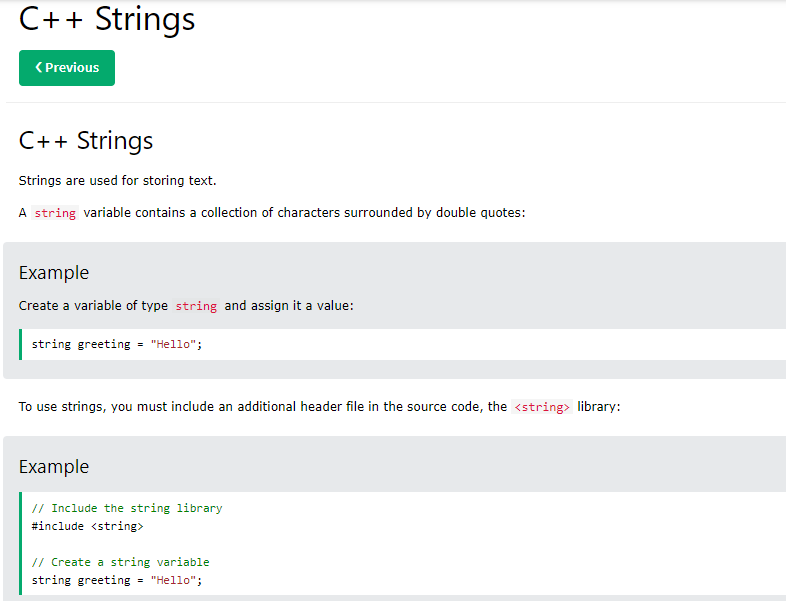 C++ Strings
❮ Previous
C++ Strings
Strings are used for storing text.
A string variable contains a collection of characters surrounded by double quotes:
Example
Create a variable of type string and assign it a value:
string greeting = "Hello";
To use strings, you must include an additional header file in the source code, the <string> library:
Example
// Include the string library
#include <string>
// Create a string variable
string greeting = "Hello";